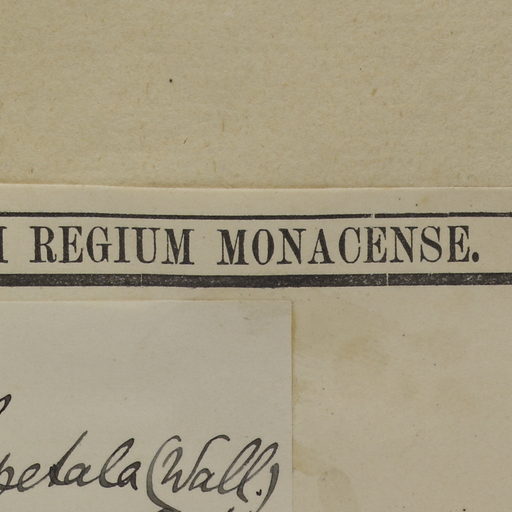 REGIUM MONACENSE.
petala (Wall.)